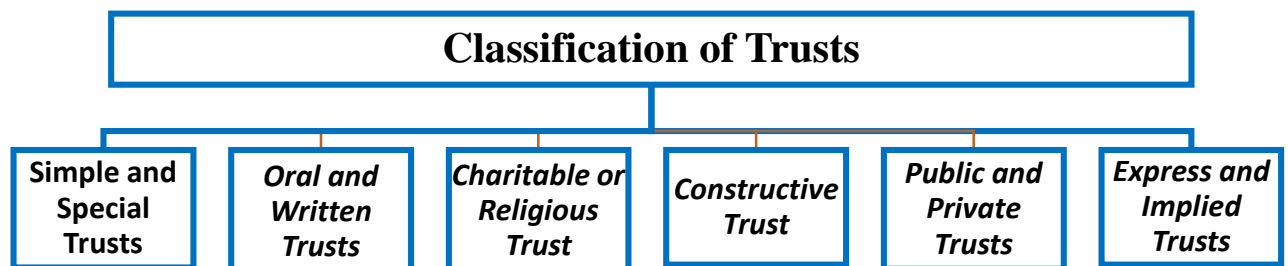 Classification of Trusts
Simple and
Special
Trusts
Oral and
Written
Trusts
Charitable or
Religious
Trust
Constructive
Trust
Public and
Private
Trusts
Express and
Implied
Trusts